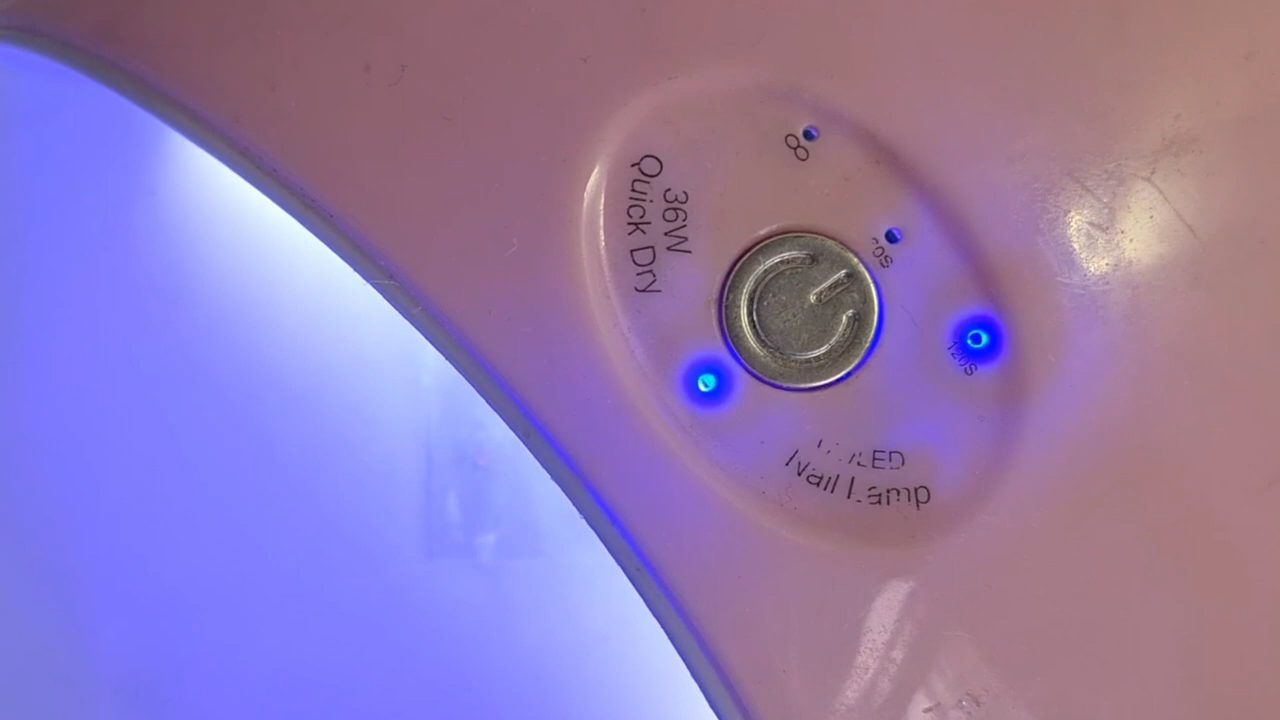 36W
Quick Dry
∞
120S
LED
Nail Lamp